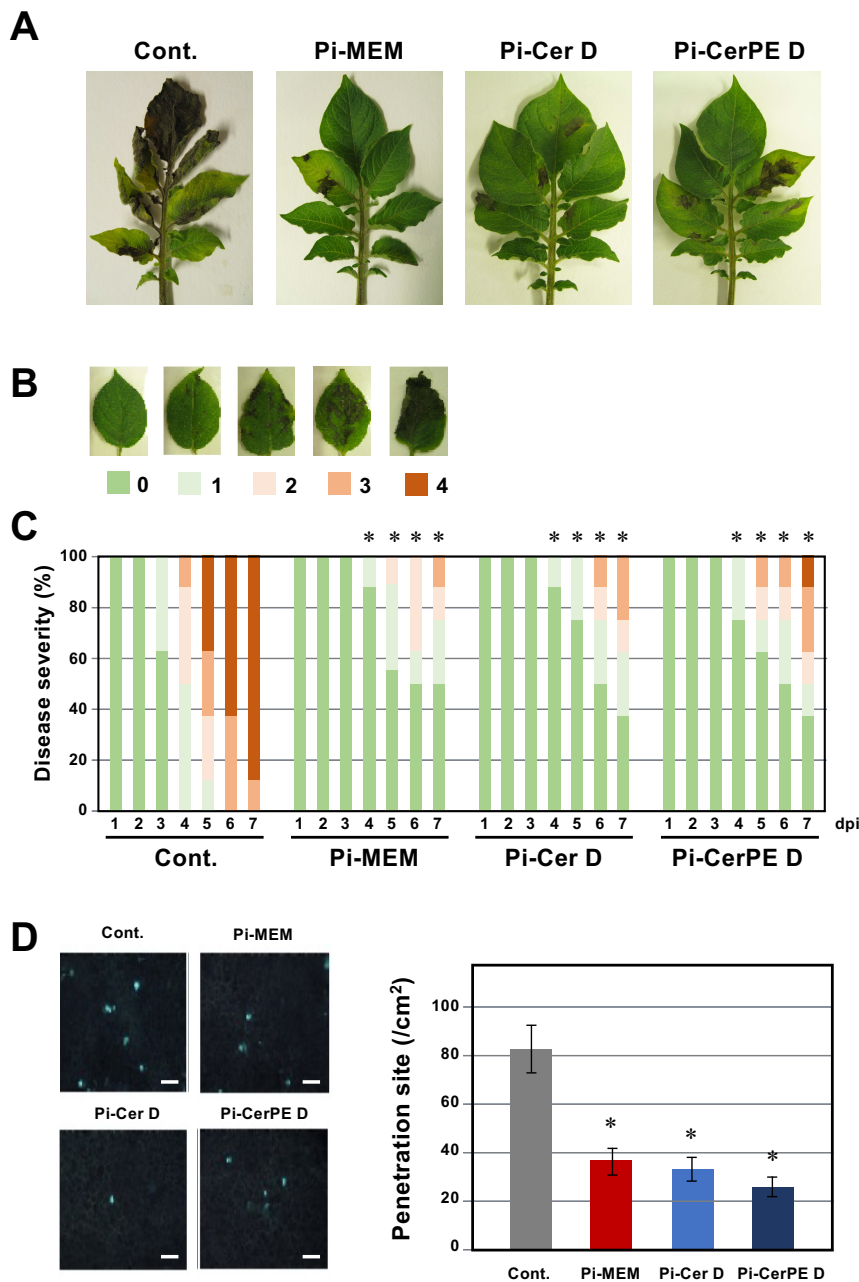 A
Cont. Pi-MEM Pi-Cer D Pi-CerPE D
B
0 1 2 3 4
C
* * * * * * * * * * * *
Disease severity (%)
100
80
60
40
20
0
1 2 3 4 5 6 7 1 2 3 4 5 6 7 1 2 3 4 5 6 7 1 2 3 4 5 6 7 dpi
Cont. Pi-MEM Pi-Cer D Pi-CerPE D
D
Cont. Pi-MEM
Pi-Cer D Pi-CerPE D
Penetration site (/cm²)
100
80
60
40
20
0
* * *
Cont. Pi-MEM Pi-Cer D Pi-CerPE D